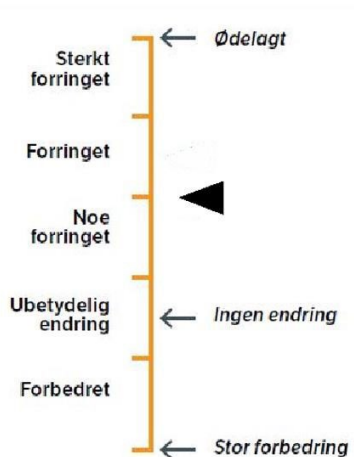 Ødelagt
Sterkt
forringet
Forringet
Noe
forringet
Ubetydelig
endring
Ingen endring
Forbedret
Stor forbedring